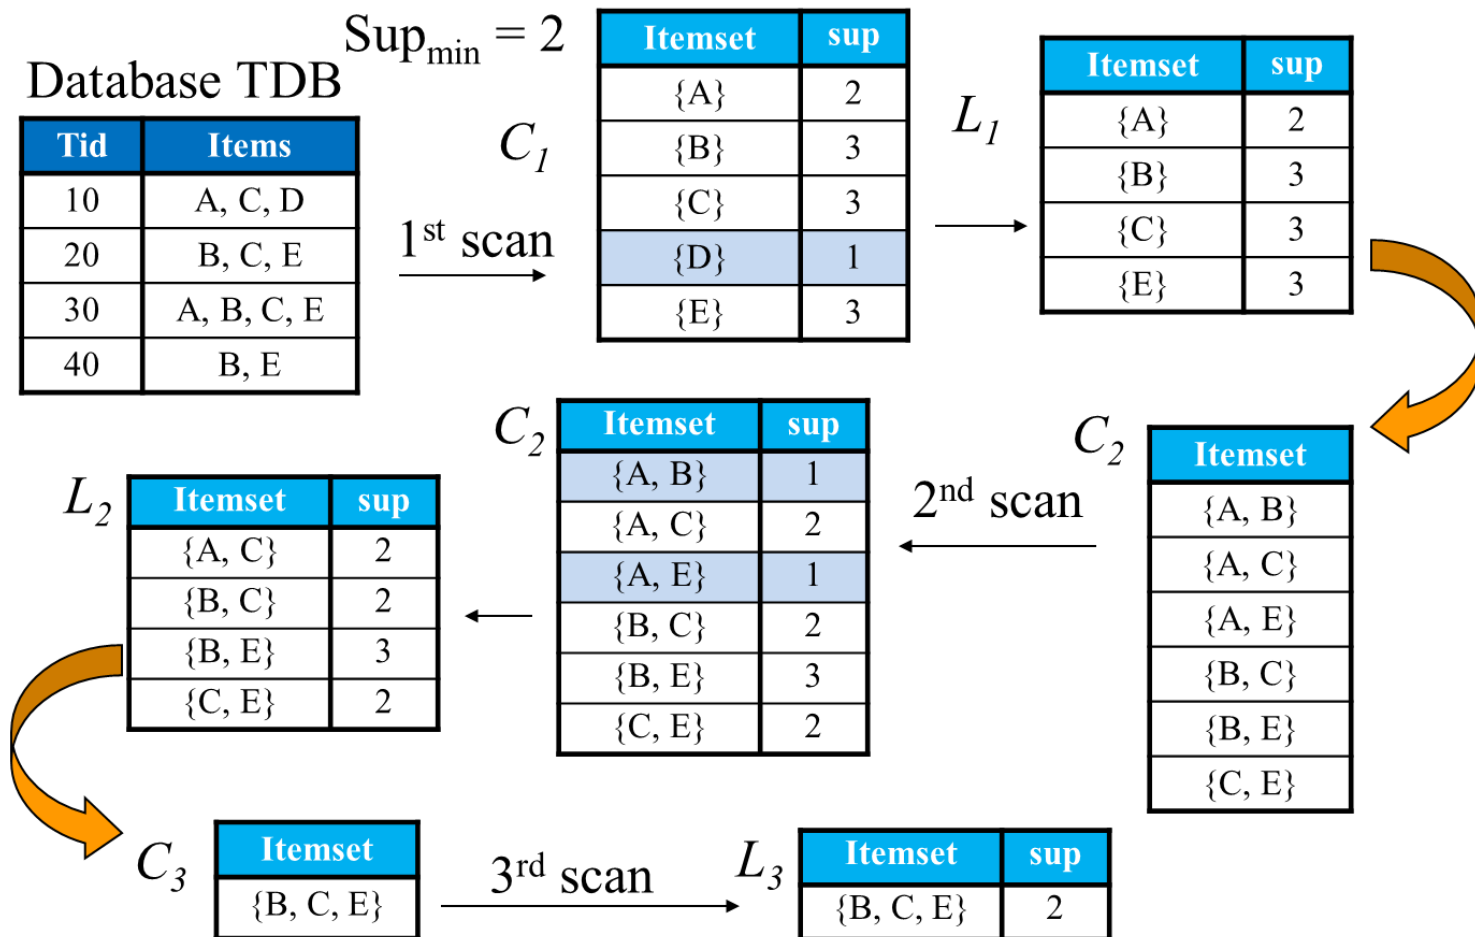 Sup_min = 2
Database TDB
Tid Items
10 A, C, D
20 B, C, E
30 A, B, C, E
40 B, E
1st scan
C1
Itemset sup
{A} 2
{B} 3
{C} 3
{D} 1
{E} 3
L1
Itemset sup
{A} 2
{B} 3
{C} 3
{E} 3
C2
Itemset
{A, B}
{A, C}
{A, E}
{B, C}
{B, E}
{C, E}
2nd scan
C2
Itemset sup
{A, B} 1
{A, C} 2
{A, E} 1
{B, C} 2
{B, E} 3
{C, E} 2
L2
Itemset sup
{A, C} 2
{B, C} 2
{B, E} 3
{C, E} 2
C3
Itemset
{B, C, E}
3rd scan
L3
Itemset sup
{B, C, E} 2